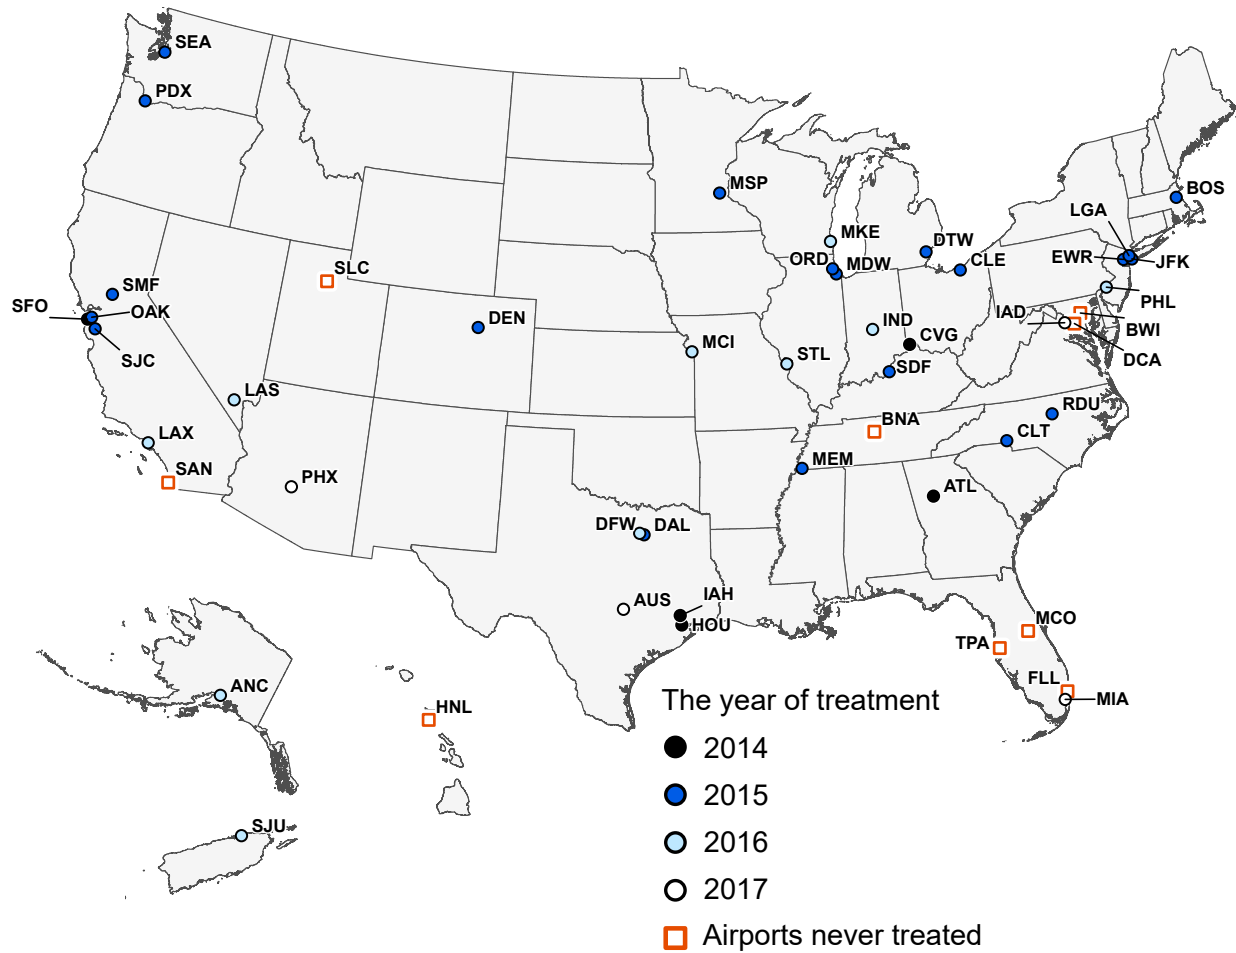 SEA
PDX
MSP
BOS
LGA
MKE
DTW
ORD
MDW
CLE
EWR
JFK
SLC
SMF
SFO
OAK
DEN
PHL
IAD
BWI
IND
CVG
MCI
STL
SJC
DCA
SDF
LAS
RDU
BNA
CLT
LAX
MEM
SAN
PHX
ATL
DFW
DAL
IAH
AUS
HOU
MCO
TPA
FLL
ANC
MIA
HNL
The year of treatment
2014
2015
2016
2017
Airports never treated
SJU